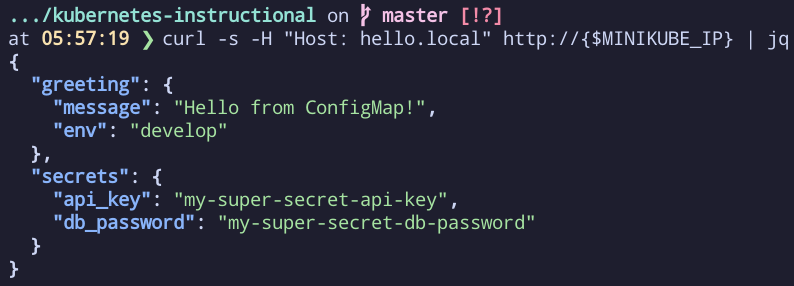 .../kubernetes-instructional on master [!?]
at 05:57:19 ❯ curl -s -H "Host: hello.local" http://{$MINIKUBE_IP} | jq
{
  "greeting": {
    "message": "Hello from ConfigMap!",
    "env": "develop"
  },
  "secrets": {
    "api_key": "my-super-secret-api-key",
    "db_password": "my-super-secret-db-password"
  }
}